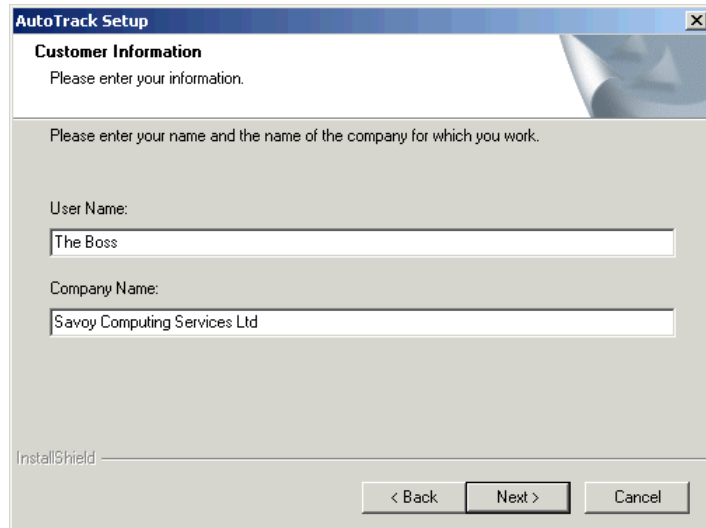 AutoTrack Setup
Customer Information
Please enter your information.
Please enter your name and the name of the company for which you work.
User Name:
The Boss
Company Name:
Savoy Computing Services Ltd
InstallShield
< Back Next > Cancel